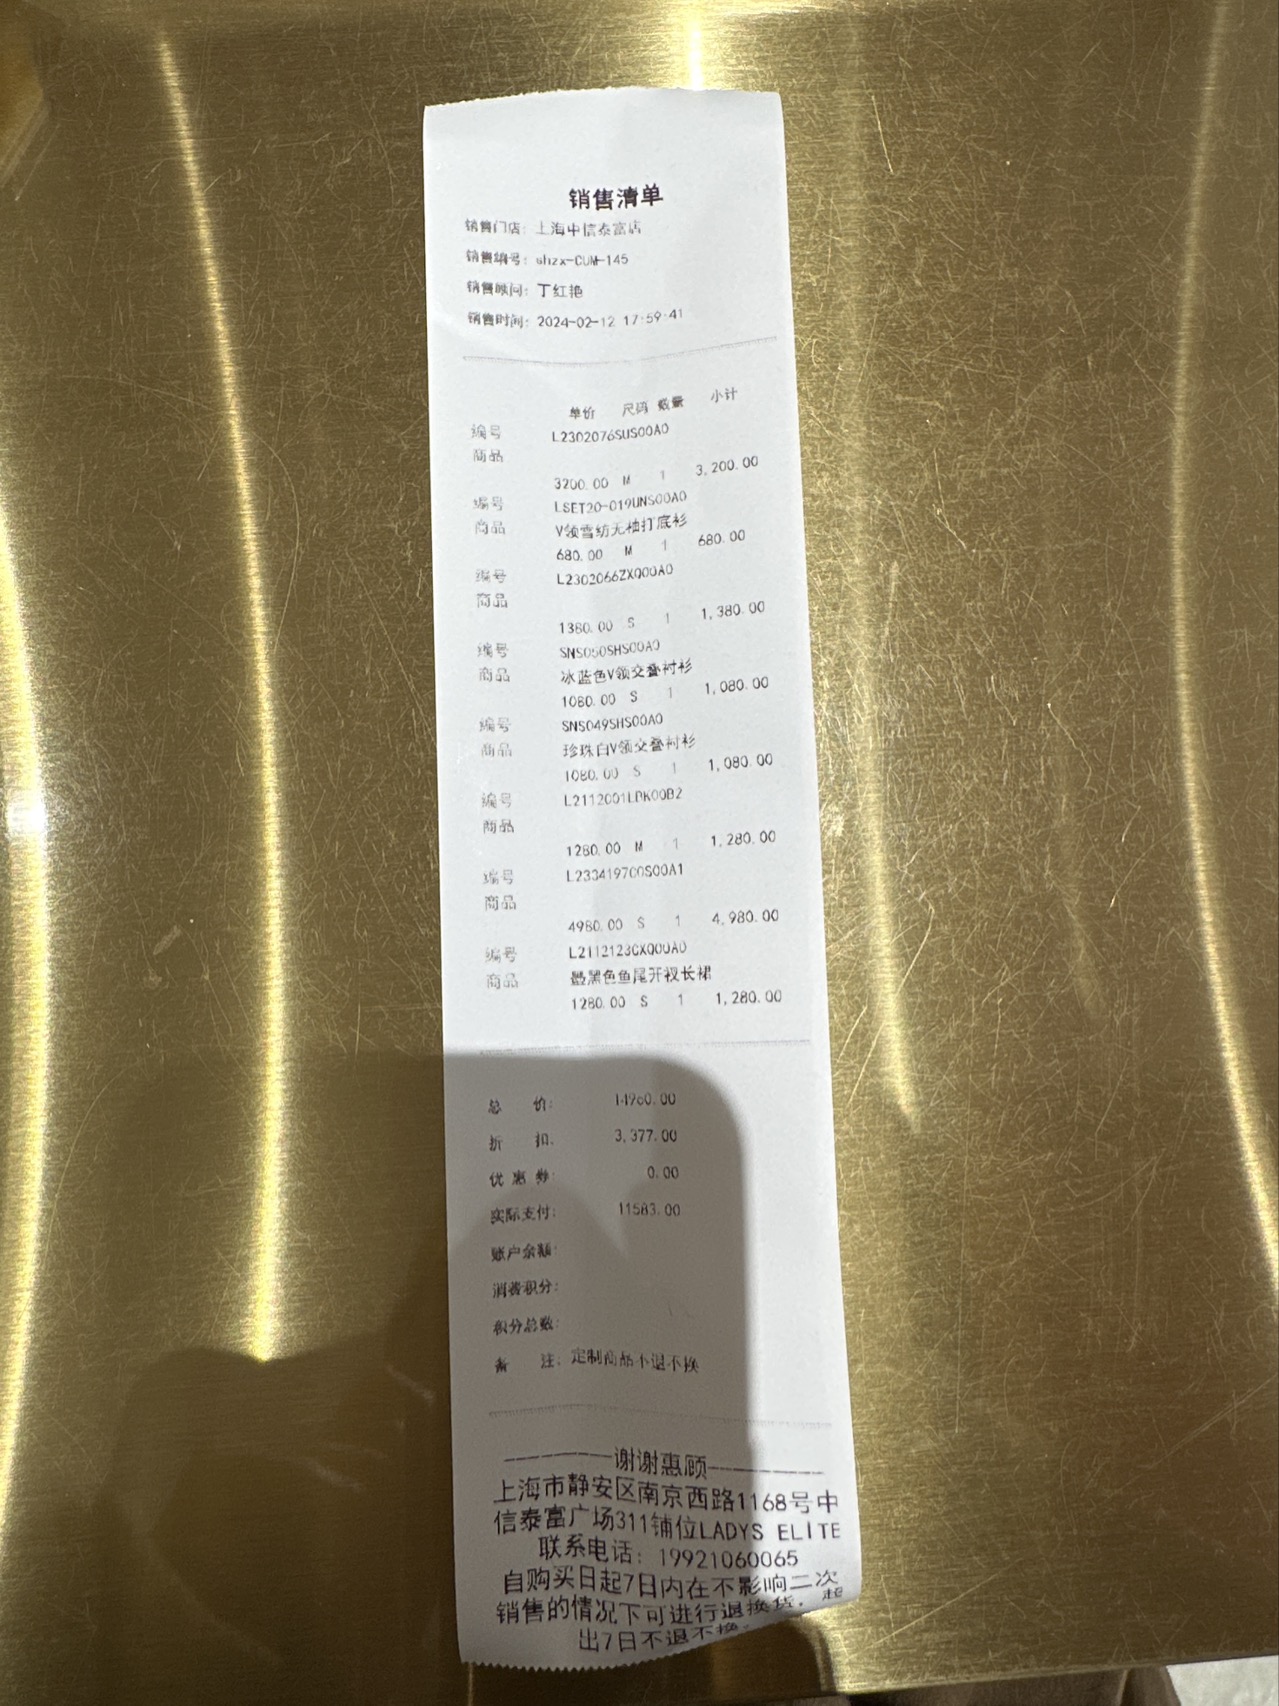 销售清单
销售门店：上海中信泰富店
销售编号：shzx-CUM-145
销售顾问：丁红艳
销售时间：2024-02-12 17:59:41
单价 尺码 数量 小计
编号 L2302076SUS00A0
商品
3200.00 M 1 3,200.00
编号 LSET20-019UNS00A0
商品 V领雪纺无袖打底衫
680.00 M 1 680.00
编号 L2302066ZXQ00A0
商品
1380.00 S 1 1,380.00
编号 SNS050SHS00A0
商品 冰蓝色V领交叠衬衫
1080.00 S 1 1,080.00
编号 SNS049SHS00A0
商品 珍珠白V领交叠衬衫
1080.00 S 1 1,080.00
编号
商品
1280.00 M 1 1,280.00
编号
商品
4980.00 S 1 4,980.00
编号
商品 墨黑色鱼尾开衩长裙
1280.00 S 1 1,280.00
总 价： 14960.00
折 扣： 3,377.00
优 惠 券： 0.00
实际支付： 11583.00
账户余额：
消费积分：
积分总数：
备 注：定制商品不退不换
谢谢惠顾
上海市静安区南京西路1168号中
信泰富广场311铺位LADYS ELITE
联系电话：19921060065
自购买日起7日内在不影响二次
销售的情况下可进行退换货，超
出7日不退不换。